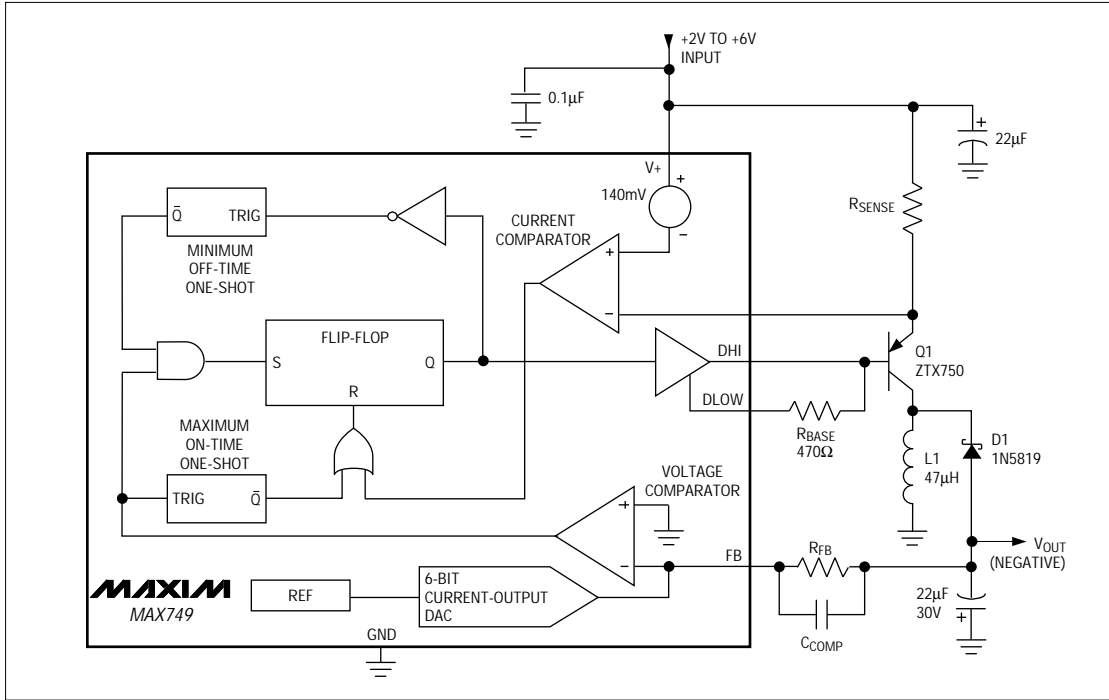 +2V TO +6V
INPUT
0.1µF
+
22µF
V+
+
140mV
−
RSENSE
Q̄
TRIG
MINIMUM
OFF-TIME
ONE-SHOT
CURRENT
COMPARATOR
+
−
FLIP-FLOP
S
Q
R
DHI
DLOW
Q1
ZTX750
RBASE
470Ω
MAXIMUM
ON-TIME
ONE-SHOT
TRIG
Q̄
L1
47µH
D1
1N5819
VOLTAGE
COMPARATOR
+
−
FB
RFB
CCOMP
VOUT
(NEGATIVE)
22µF
30V
+
MAXIM
MAX749
REF
6-BIT
CURRENT-OUTPUT
DAC
GND